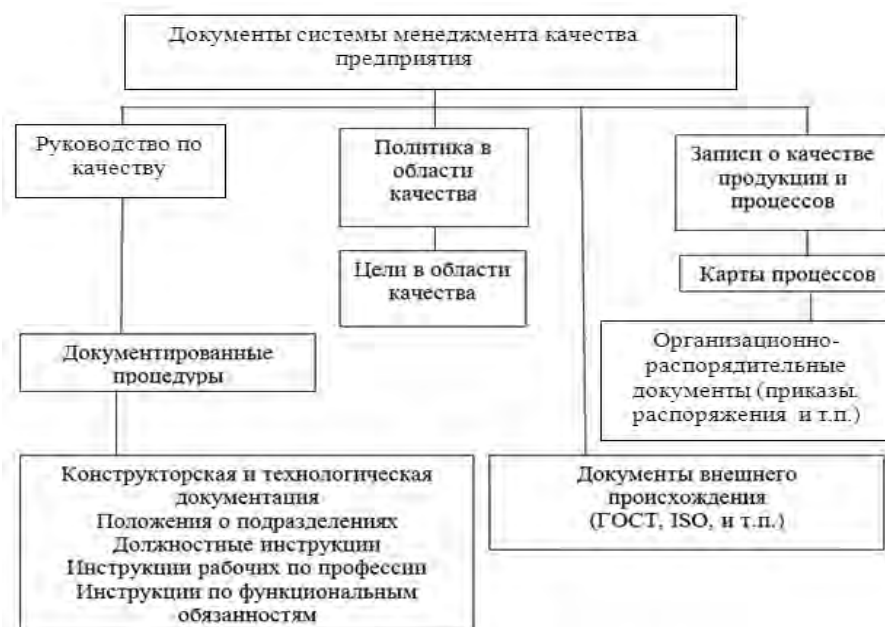 Документы системы менеджмента качества
предприятия
Руководство по
качеству
Политика в
области
качества
Записи о качестве
продукции и
процессов
Цели в области
качества
Карты процессов
Документированные
процедуры
Организационно-
распорядительные
документы (приказы,
распоряжения и т.п.)
Конструкторская и технологическая
документация
Положения о подразделениях
Должностные инструкции
Инструкции рабочих по профессии
Инструкции по функциональным
обязанностям
Документы внешнего
происхождения
(ГОСТ, ISO, и т.п.)